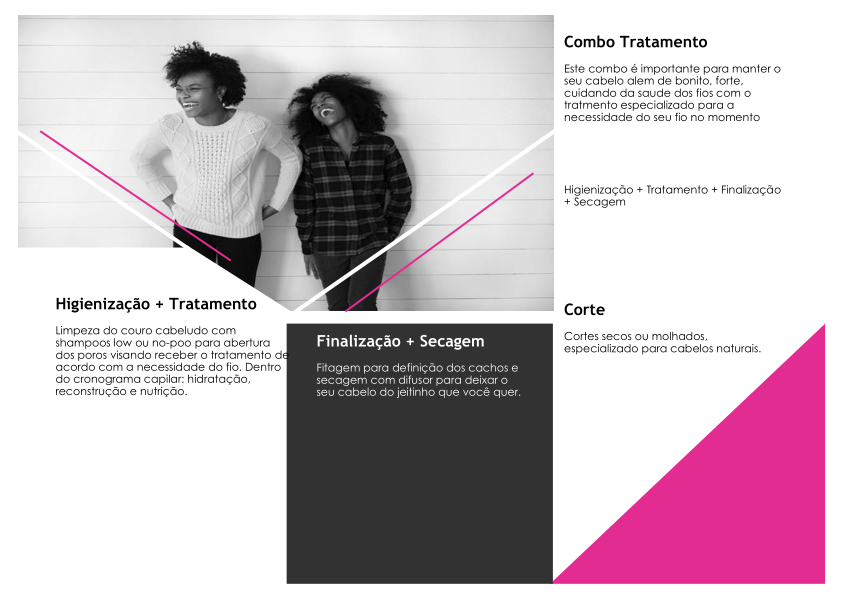 Combo Tratamento
Este combo é importante para manter o
seu cabelo alem de bonito, forte,
cuidando da saude dos fios com o
tratmento especializado para a
necessidade do seu fio no momento
Higienização + Tratamento + Finalização
+ Secagem
Higienização + Tratamento
Limpeza do couro cabeludo com
shampoos low ou no-poo para abertura
dos poros visando receber o tratamento de
acordo com a necessidade do fio. Dentro
do cronograma capilar: hidratação,
reconstrução e nutrição.
Finalização + Secagem
Fitagem para definição dos cachos e
secagem com difusor para deixar o
seu cabelo do jeitinho que você quer.
Corte
Cortes secos ou molhados,
especializado para cabelos naturais.